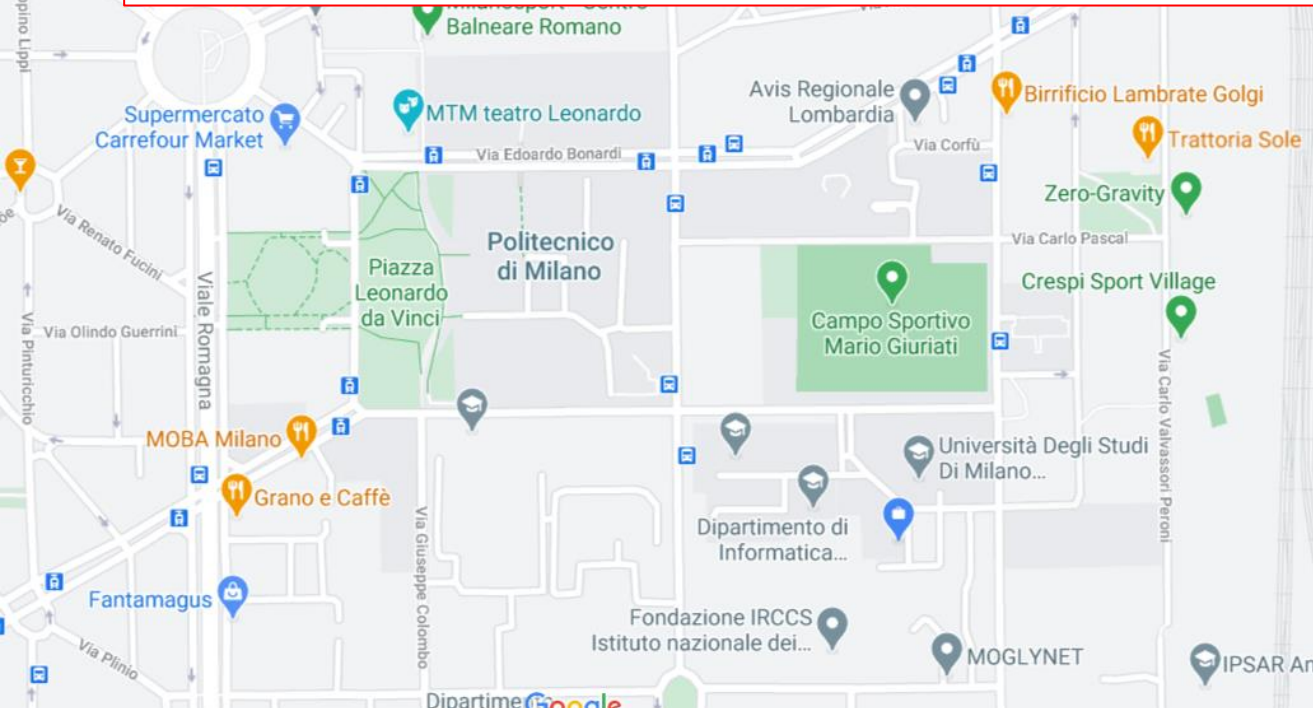 Balneare Romano
MTM teatro Leonardo
Supermercato
Carrefour Market
Avis Regionale
Lombardia
Birrificio Lambrate Golgi
Trattoria Sole
Via Edoardo Bonardi
Via Corfù
Zero-Gravity
Via Renato Fucini
Politecnico
di Milano
Via Carlo Pascal
Piazza
Leonardo
da Vinci
Viale Romagna
Crespi Sport Village
Campo Sportivo
Mario Giuriati
Via Olindo Guerrini
Via Pinturicchio
Via Carlo Valvassori Peroni
MOBA Milano
Grano e Caffè
Università Degli Studi
Di Milano...
Dipartimento di
Informatica...
Via Giuseppe Colombo
Fantamagus
Fondazione IRCCS
Istituto nazionale dei...
MOGLYNET
Via Plinio
IPSAR An
Dipartime
Google